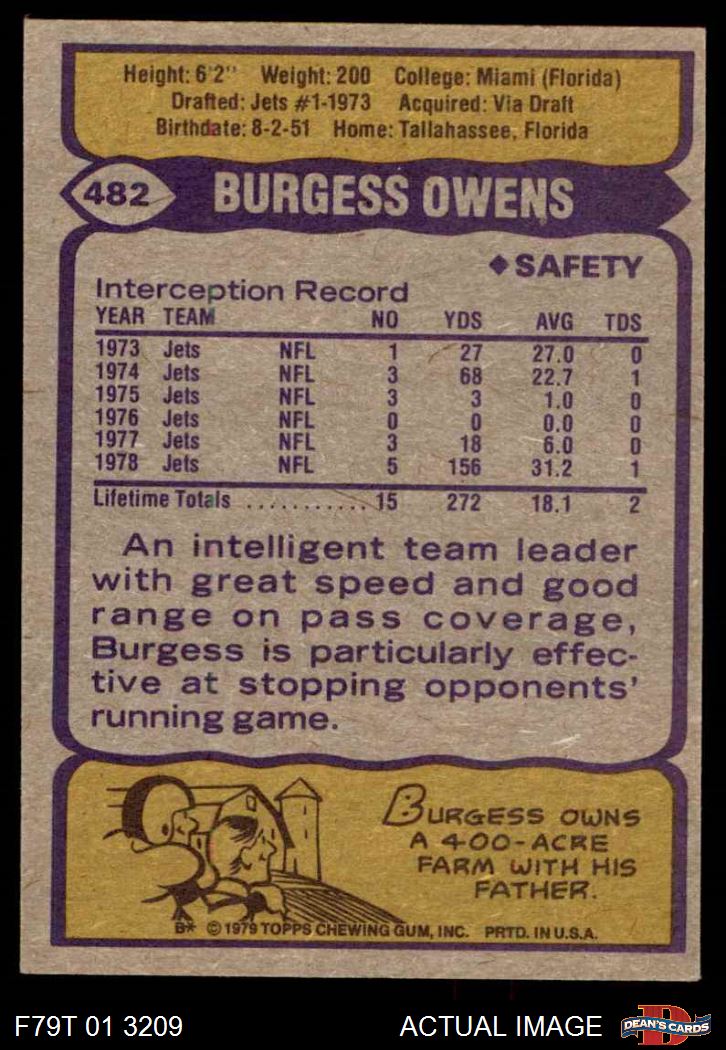 Height: 6'2" Weight: 200 College: Miami (Florida)
Drafted: Jets #1-1973 Acquired: Via Draft
Birthdate: 8-2-51 Home: Tallahassee, Florida
482 BURGESS OWENS
◆ SAFETY
Interception Record
YEAR TEAM NO YDS AVG TDS
1973 Jets NFL 1 27 27.0 0
1974 Jets NFL 3 68 22.7 1
1975 Jets NFL 3 3 1.0 0
1976 Jets NFL 0 0 0.0 0
1977 Jets NFL 3 18 6.0 0
1978 Jets NFL 5 156 31.2 1
Lifetime Totals ............ 15 272 18.1 2
An intelligent team leader
with great speed and good
range on pass coverage,
Burgess is particularly effec-
tive at stopping opponents'
running game.
BURGESS OWNS
A 400-ACRE
FARM WITH HIS
FATHER.
B* © 1979 TOPPS CHEWING GUM, INC. PRTD. IN U.S.A.
F79T 01 3209 ACTUAL IMAGE D DEAN'S CARDS